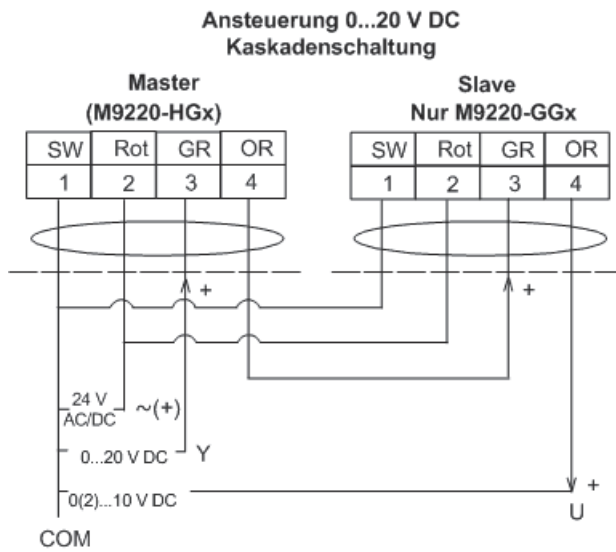 Ansteuerung 0...20 V DC
Kaskadenschaltung
Master
(M9220-HGx)
Slave
Nur M9220-GGx
SW Rot GR OR
1 2 3 4
SW Rot GR OR
1 2 3 4
+
+
24 V
AC/DC
~(+)
0...20 V DC
Y
0(2)...10 V DC
+
U
COM